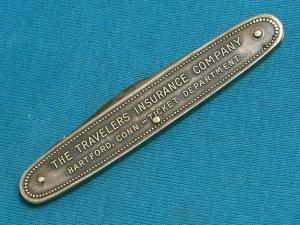 THE TRAVELERS INSURANCE COMPANY
HARTFORD, CONN. - TICKET DEPARTMENT